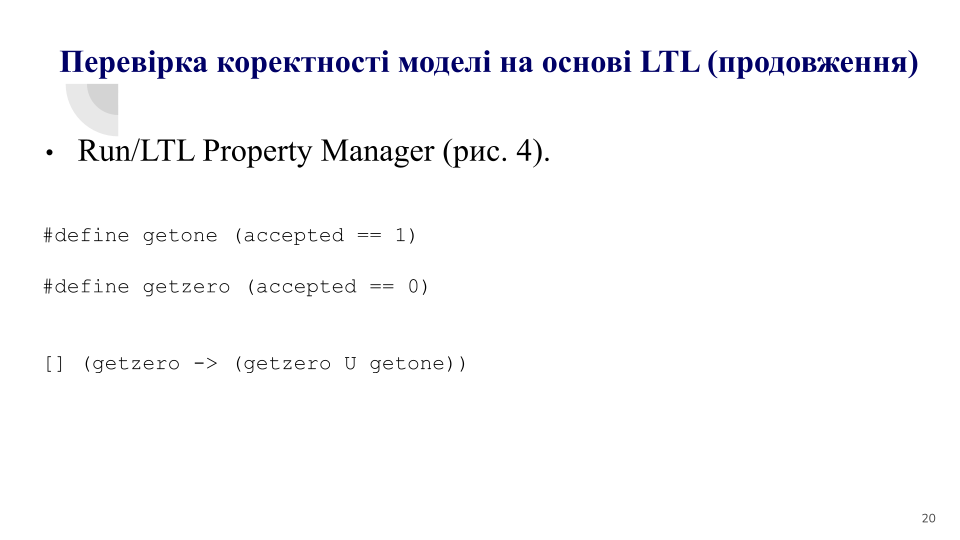 Перевірка коректності моделі на основі LTL (продовження)
• Run/LTL Property Manager (рис. 4).
#define getone (accepted == 1)
#define getzero (accepted == 0)
[] (getzero -> (getzero U getone))
20